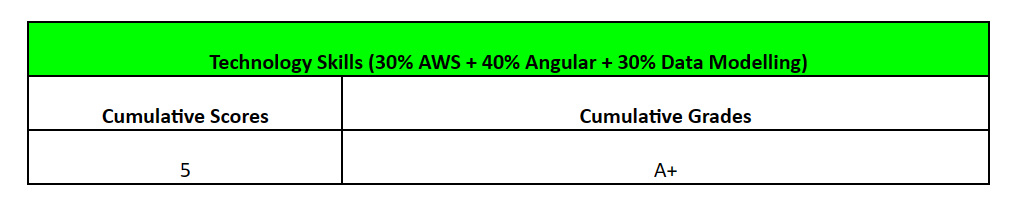 Technology Skills (30% AWS + 40% Angular + 30% Data Modelling)
Cumulative Scores Cumulative Grades
5 A+